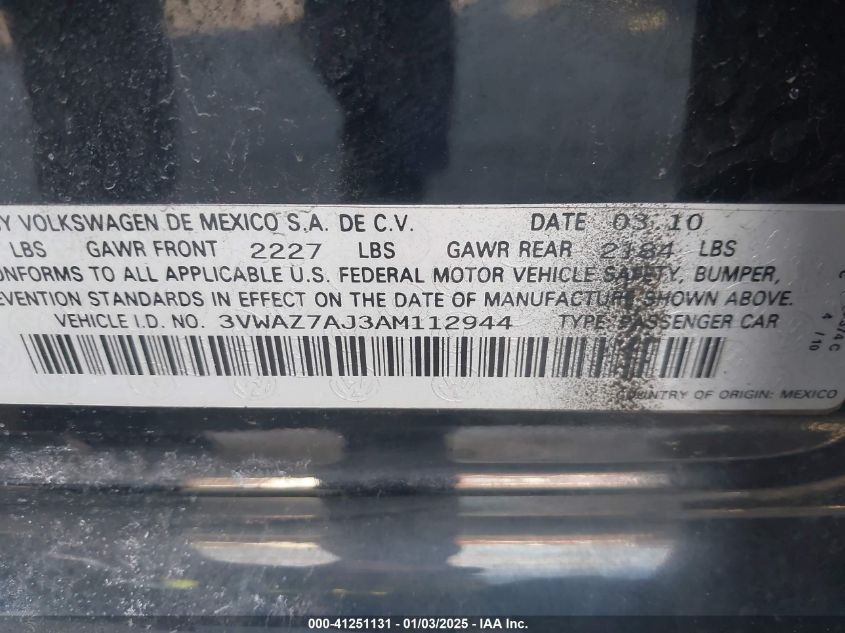 Y VOLKSWAGEN DE MEXICO S.A. DE C.V. DATE 03.10
LBS GAWR FRONT 2227 LBS GAWR REAR 2184 LBS
ONFORMS TO ALL APPLICABLE U.S. FEDERAL MOTOR VEHICLE SAFETY, BUMPER,
EVENTION STANDARDS IN EFFECT ON THE DATE OF MANUFACTURE SHOWN ABOVE.
VEHICLE I.D. NO. 3VWAZ7AJ3AM112944 TYPE: PASSENGER CAR
COUNTRY OF ORIGIN: MEXICO
4 /10
000-41251131 - 01/03/2025 - IAA Inc.